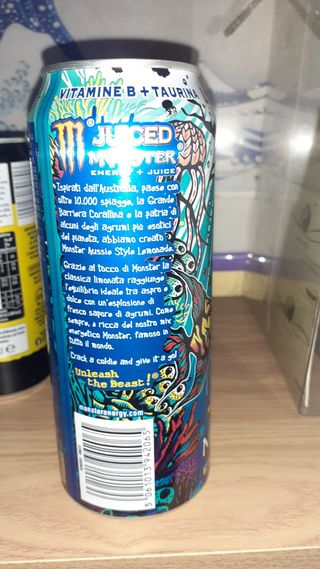 VITAMINE B + TAURINA
JUICED
MONSTER
ENERGY + JUICE
Ispirati dall'Australia, paese con
oltre 10.000 spiagge, la Grande
Barriera Corallina e la patria di
alcuni degli agrumi più esotici
del pianeta, abbiamo creato
Monster Aussie Style Lemonade.
Grazie al tocco di Monster la
classica limonata raggiunge
l'equilibrio ideale tra aspro e
dolce con un'esplosione di
fresco sapore di agrumi. Come
sempre, è ricca del nostro mix
energetico Monster, famoso in
tutto il mondo.
Crack a coldie and give it a go!
Unleash
the Beast!®
monsterenergy.com
5061013942065